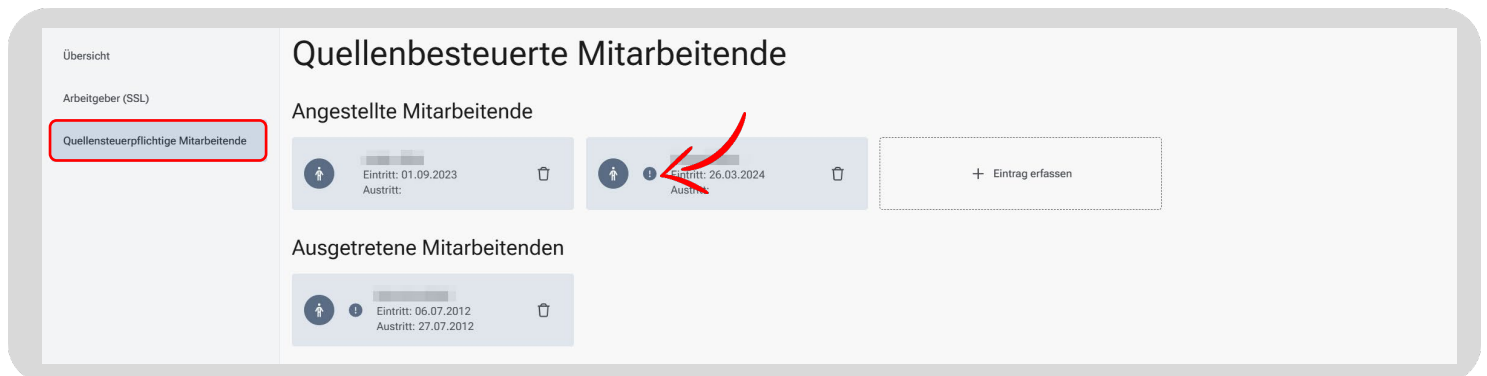 Übersicht
Arbeitgeber (SSL)
Quellensteuerpflichtige Mitarbeitende
Quellenbesteuerte Mitarbeitende
Angestellte Mitarbeitende
Eintritt: 01.09.2023
Austritt:
Eintritt: 26.03.2024
Austritt:
+ Eintrag erfassen
Ausgetretene Mitarbeitenden
Eintritt: 06.07.2012
Austritt: 27.07.2012